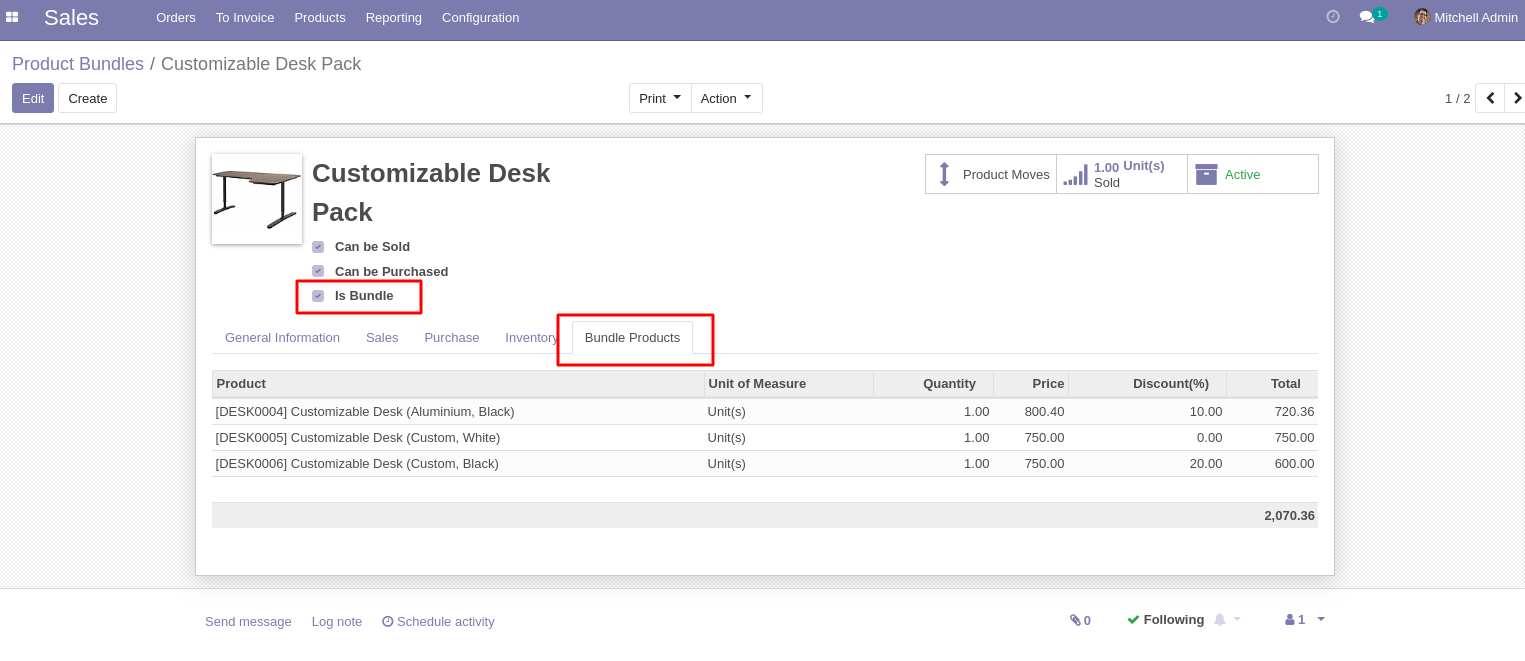 Sales Orders To Invoice Products Reporting Configuration 1 Mitchell Admin
Product Bundles / Customizable Desk Pack
Edit Create Print Action 1 / 2
Customizable Desk
Pack
Product Moves
1.00 Unit(s)
Sold
Active
Can be Sold
Can be Purchased
Is Bundle
General Information Sales Purchase Inventory Bundle Products
Product Unit of Measure Quantity Price Discount(%) Total
[DESK0004] Customizable Desk (Aluminium, Black) Unit(s) 1.00 800.40 10.00 720.36
[DESK0005] Customizable Desk (Custom, White) Unit(s) 1.00 750.00 0.00 750.00
[DESK0006] Customizable Desk (Custom, Black) Unit(s) 1.00 750.00 20.00 600.00
2,070.36
Send message Log note Schedule activity 0 Following 1